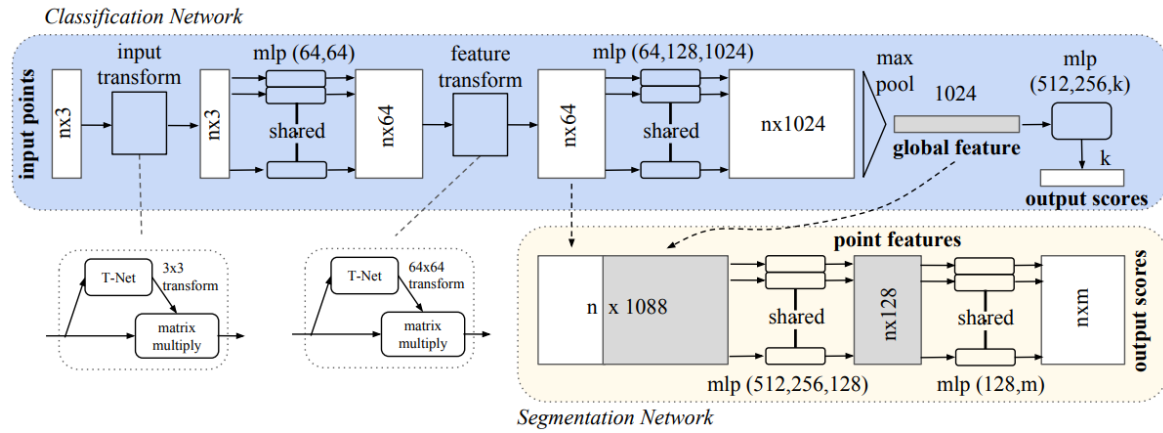 Classification Network
input points
nx3
input
transform
nx3
mlp (64,64)
shared
nx64
feature
transform
nx64
mlp (64,128,1024)
shared
nx1024
max
pool
1024
global feature
mlp
(512,256,k)
k
output scores
T-Net
3x3
transform
matrix
multiply
T-Net
64x64
transform
matrix
multiply
point features
n x 1088
shared
mlp (512,256,128)
nx128
shared
mlp (128,m)
nxm
output scores
Segmentation Network